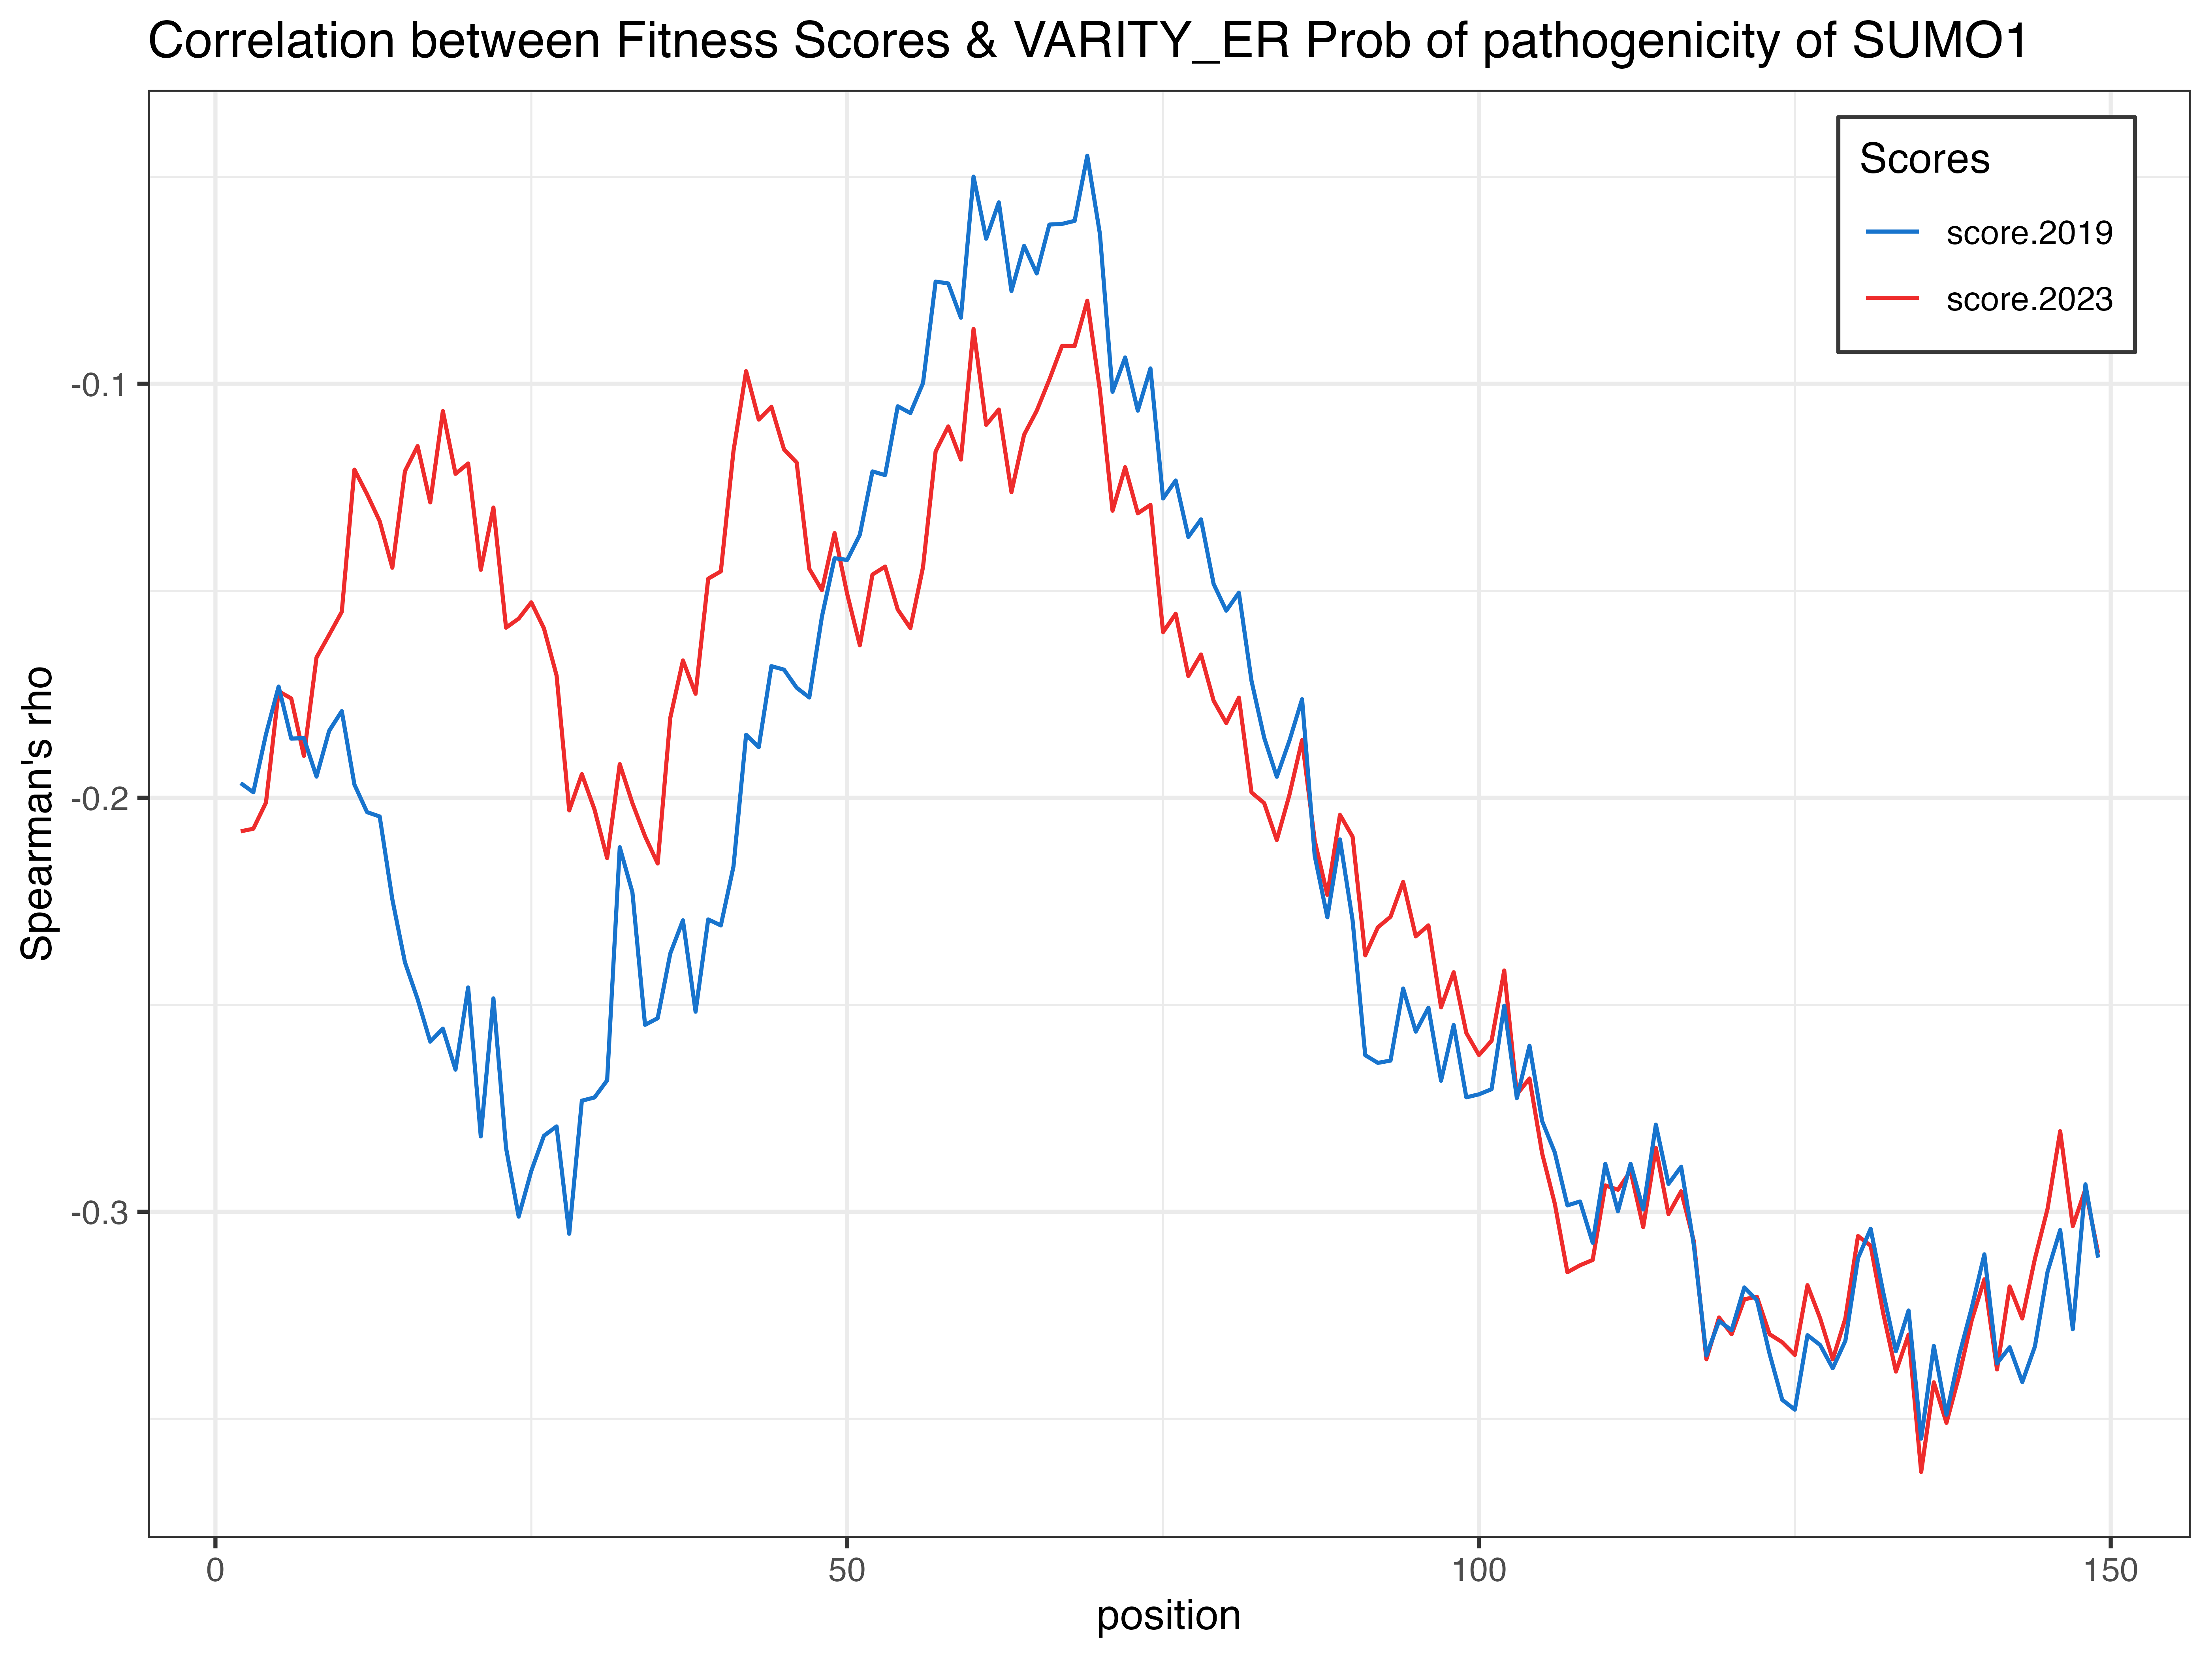 Correlation between Fitness Scores & VARITY_ER Prob of pathogenicity of SUMO1
Scores
score.2019
score.2023
Spearman's rho
-0.1
-0.2
-0.3
0
50
100
150
position